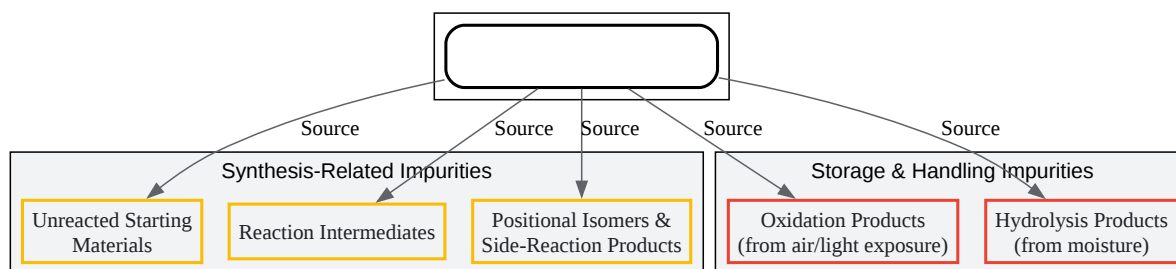 Source
Source
Source
Source
Source
Synthesis-Related Impurities
Storage & Handling Impurities
Unreacted Starting
Materials
Reaction Intermediates
Positional Isomers &
Side-Reaction Products
Oxidation Products
(from air/light exposure)
Hydrolysis Products
(from moisture)